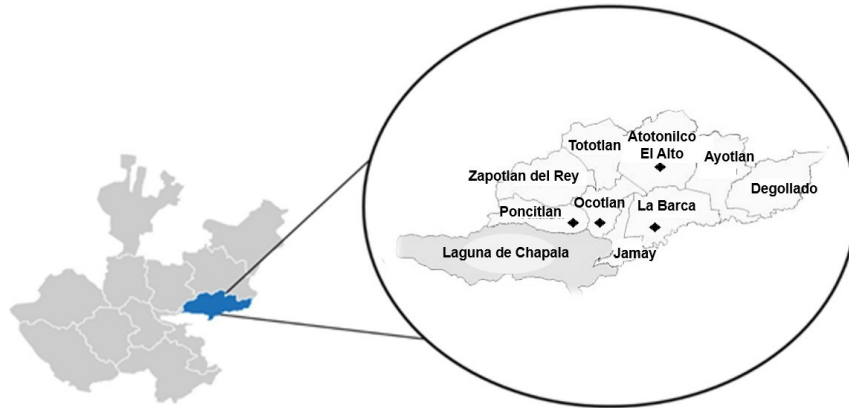 Atotonilco
El Alto
Tototlan
Ayotlan
Zapotlan del Rey
Degollado
Poncitlan
Ocotlan
La Barca
Laguna de Chapala
Jamay